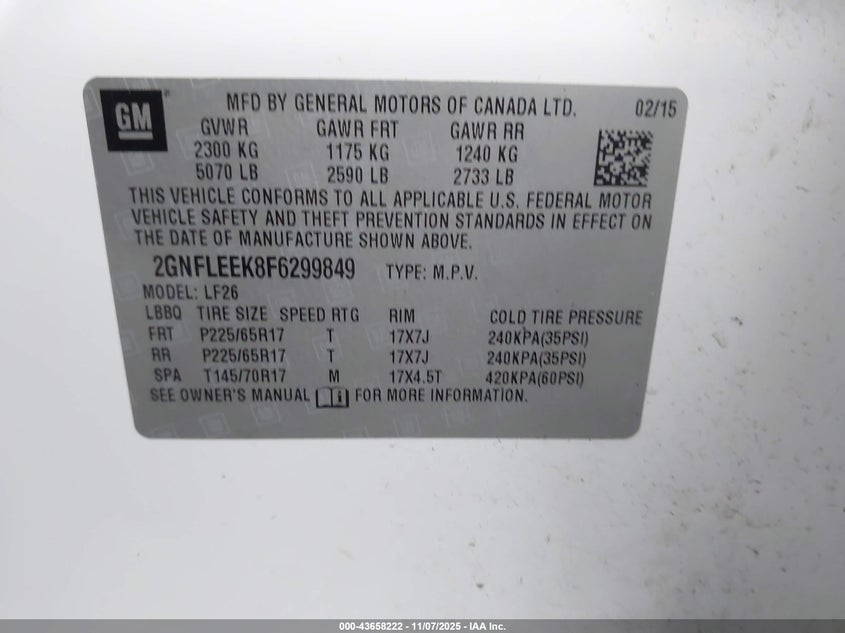 GM
MFD BY GENERAL MOTORS OF CANADA LTD. 02/15
GVWR GAWR FRT GAWR RR
2300 KG 1175 KG 1240 KG
5070 LB 2590 LB 2733 LB
THIS VEHICLE CONFORMS TO ALL APPLICABLE U.S. FEDERAL MOTOR
VEHICLE SAFETY AND THEFT PREVENTION STANDARDS IN EFFECT ON
THE DATE OF MANUFACTURE SHOWN ABOVE.
2GNFLEEK8F6299849 TYPE: M.P.V.
MODEL: LF26
LBBQ TIRE SIZE SPEED RTG RIM COLD TIRE PRESSURE
FRT P225/65R17 T 17X7J 240KPA(35PSI)
RR P225/65R17 T 17X7J 240KPA(35PSI)
SPA T145/70R17 M 17X4.5T 420KPA(60PSI)
SEE OWNER'S MANUAL FOR MORE INFORMATION.
000-43658222 - 11/07/2025 - IAA Inc.